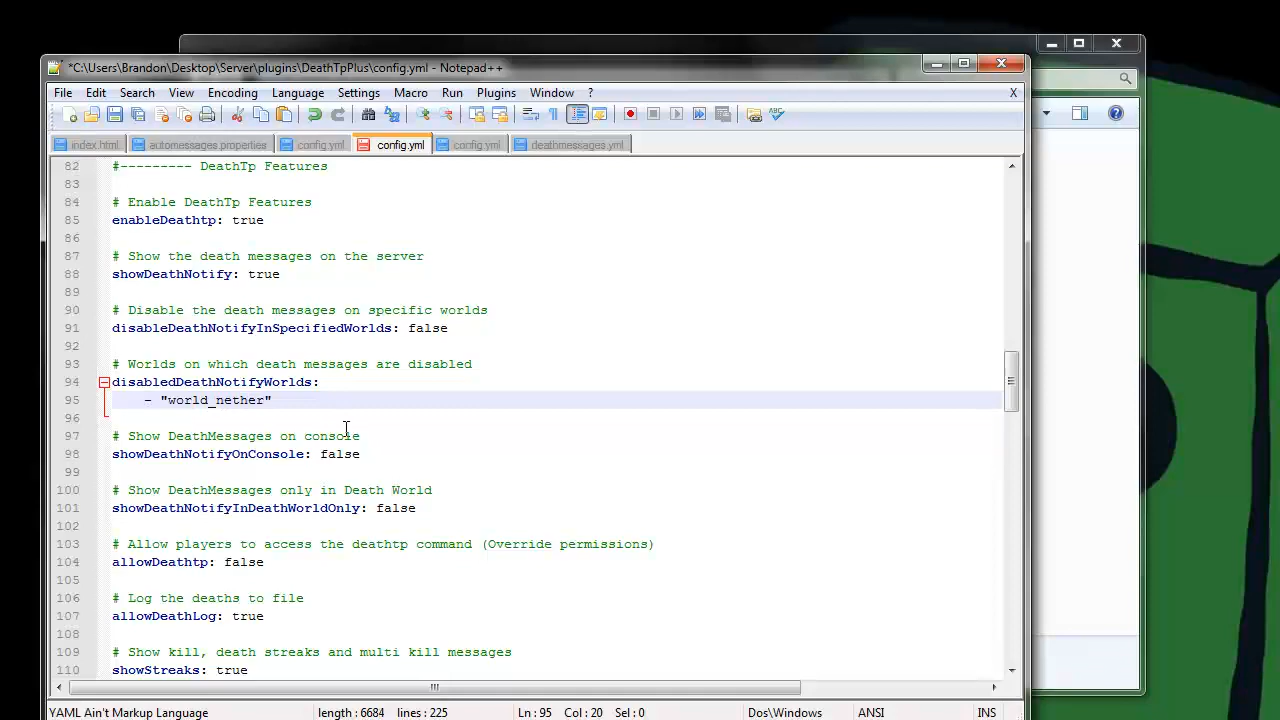 *C:\Users\Brandon\Desktop\Server\plugins\DeathTpPlus\config.yml - Notepad++
File Edit Search View Encoding Language Settings Macro Run Plugins Window ? X
index.html automessages.properties config.yml config.yml config.yml deathmessages.yml
82 #--------- DeathTp Features
83
84 # Enable DeathTp Features
85 enableDeathtp: true
86
87 # Show the death messages on the server
88 showDeathNotify: true
89
90 # Disable the death messages on specific worlds
91 disableDeathNotifyInSpecifiedWorlds: false
92
93 # Worlds on which death messages are disabled
94 disabledDeathNotifyWorlds:
95 - "world_nether"
96
97 # Show DeathMessages on console
98 showDeathNotifyOnConsole: false
99
100 # Show DeathMessages only in Death World
101 showDeathNotifyInDeathWorldOnly: false
102
103 # Allow players to access the deathtp command (Override permissions)
104 allowDeathtp: false
105
106 # Log the deaths to file
107 allowDeathLog: true
108
109 # Show kill, death streaks and multi kill messages
110 showStreaks: true
YAML Ain't Markup Language length : 6684 lines : 225 Ln : 95 Col : 20 Sel : 0 Dos\Windows ANSI INS